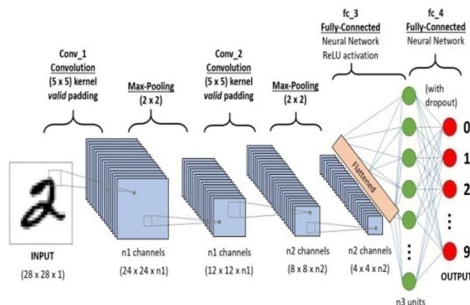 fc_3
Fully-Connected
Neural Network
ReLU activation
fc_4
Fully-Connected
Neural Network
Conv_1
Convolution
(5 x 5) kernel
valid padding
Max-Pooling
(2 x 2)
Conv_2
Convolution
(5 x 5) kernel
valid padding
Max-Pooling
(2 x 2)
(with
dropout)
Flattened
0
1
2
9
INPUT
(28 x 28 x 1)
n1 channels
(24 x 24 x n1)
n1 channels
(12 x 12 x n1)
n2 channels
(8 x 8 x n2)
n2 channels
(4 x 4 x n2)
OUTPUT
n3 units